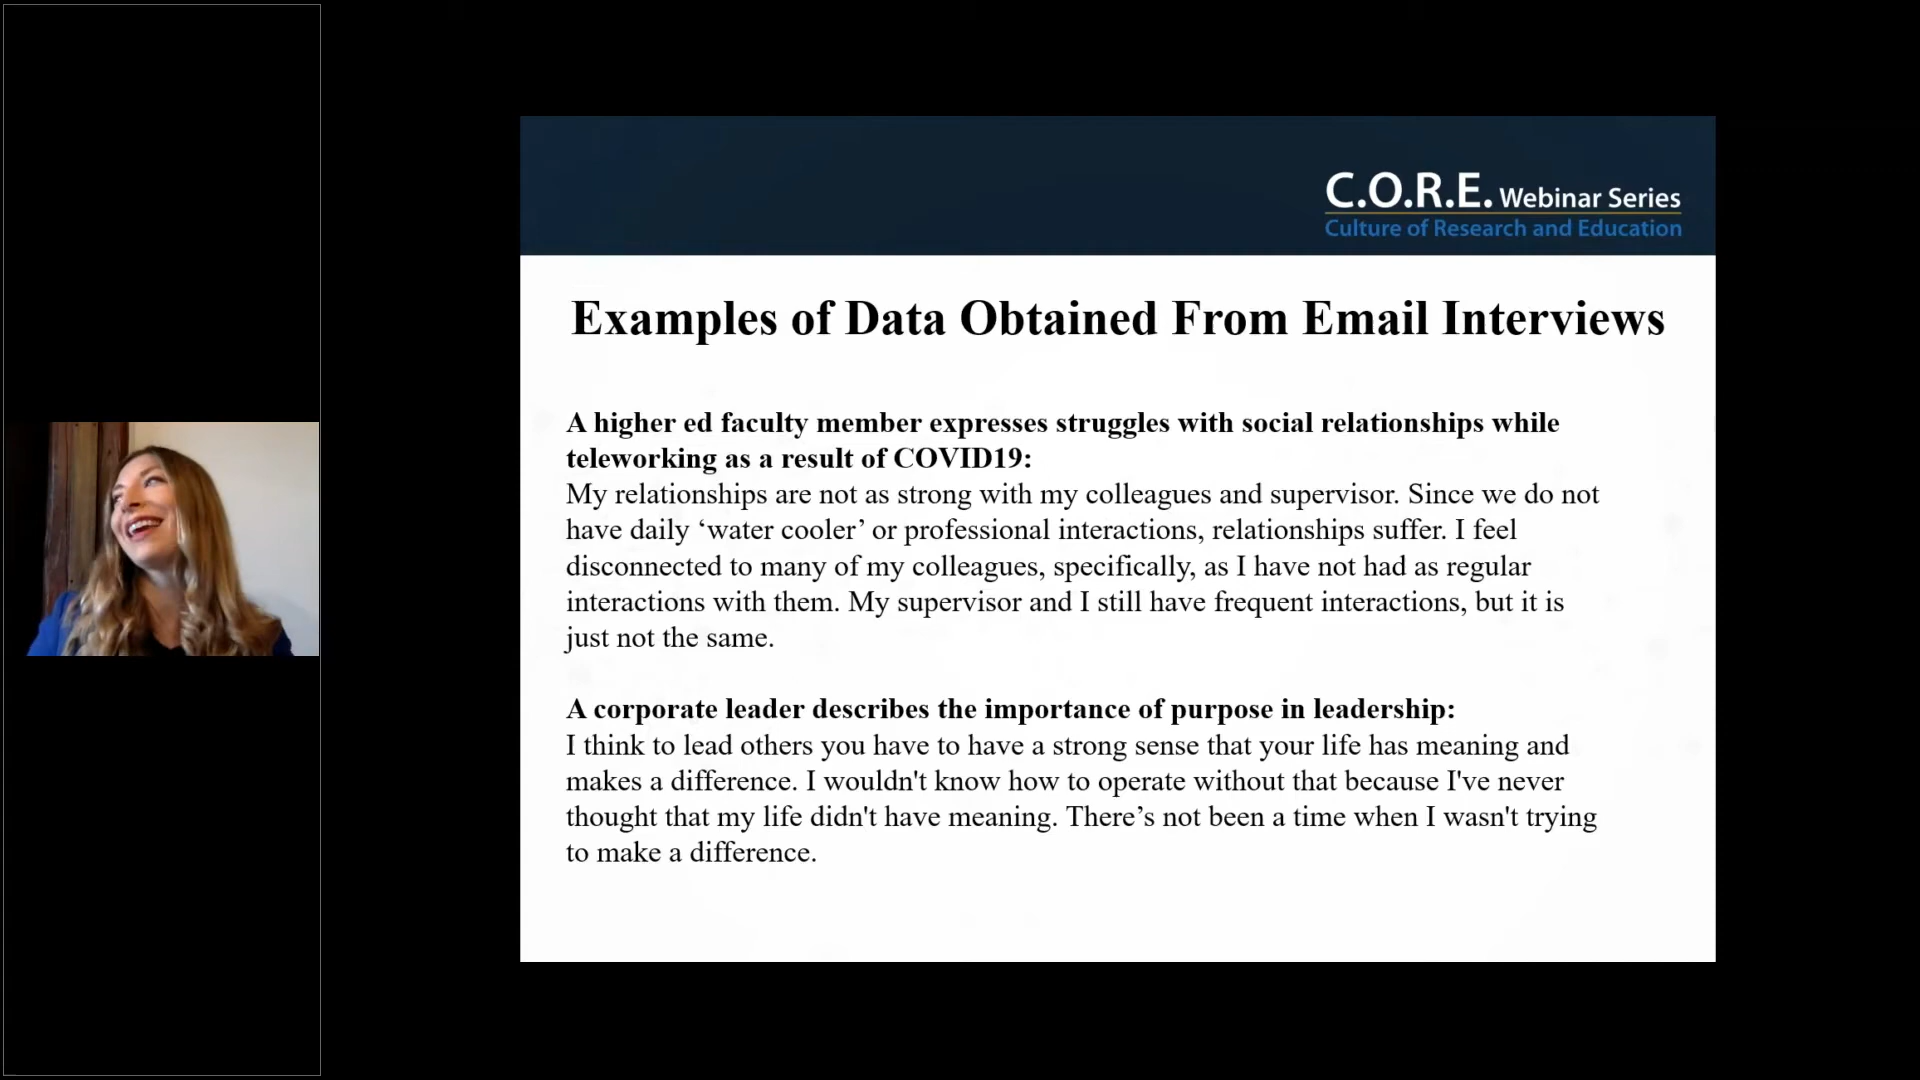 C.O.R.E. Webinar Series
Culture of Research and Education
Examples of Data Obtained From Email Interviews
A higher ed faculty member expresses struggles with social relationships while
teleworking as a result of COVID19:
My relationships are not as strong with my colleagues and supervisor. Since we do not
have daily ‘water cooler’ or professional interactions, relationships suffer. I feel
disconnected to many of my colleagues, specifically, as I have not had as regular
interactions with them. My supervisor and I still have frequent interactions, but it is
just not the same.
A corporate leader describes the importance of purpose in leadership:
I think to lead others you have to have a strong sense that your life has meaning and
makes a difference. I wouldn't know how to operate without that because I've never
thought that my life didn't have meaning. There’s not been a time when I wasn't trying
to make a difference.